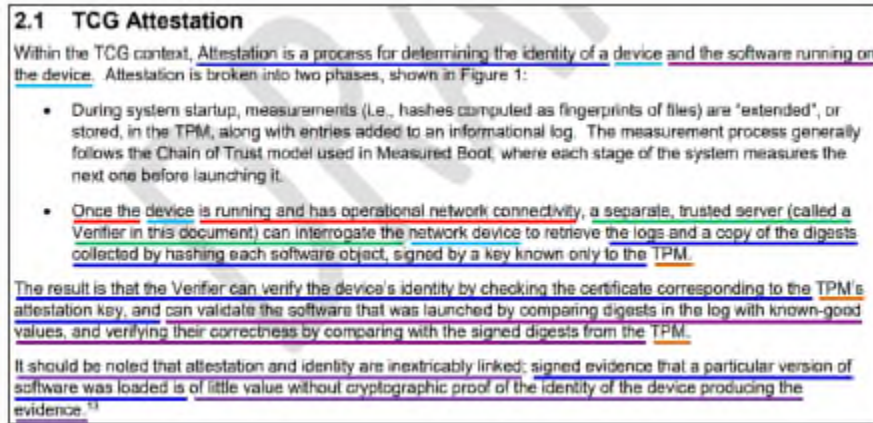 2.1 TCG Attestation
Within the TCG context, Attestation is a process for determining the identity of a device and the software running on
the device. Attestation is broken into two phases, shown in Figure 1:
• During system startup, measurements (i.e., hashes computed as fingerprints of files) are "extended", or
stored, in the TPM, along with entries added to an informational log. The measurement process generally
follows the Chain of Trust model used in Measured Boot, where each stage of the system measures the
next one before launching it.
• Once the device is running and has operational network connectivity, a separate, trusted server (called a
Verifier in this document) can interrogate the network device to retrieve the logs and a copy of the digests
collected by hashing each software object, signed by a key known only to the TPM.
The result is that the Verifier can verify the device's identity by checking the certificate corresponding to the TPM's
attestation key, and can validate the software that was launched by comparing digests in the log with known-good
values, and verifying their correctness by comparing with the signed digests from the TPM.
It should be noted that attestation and identity are inextricably linked; signed evidence that a particular version of
software was loaded is of little value without cryptographic proof of the identity of the device producing the
evidence.13